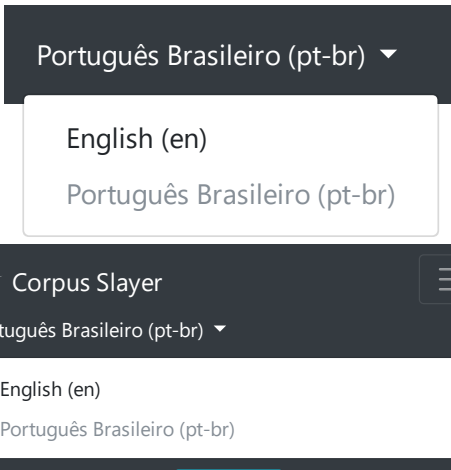 Português Brasileiro (pt-br)
English (en)
Português Brasileiro (pt-br)
Corpus Slayer
tuguês Brasileiro (pt-br)
English (en)
Português Brasileiro (pt-br)